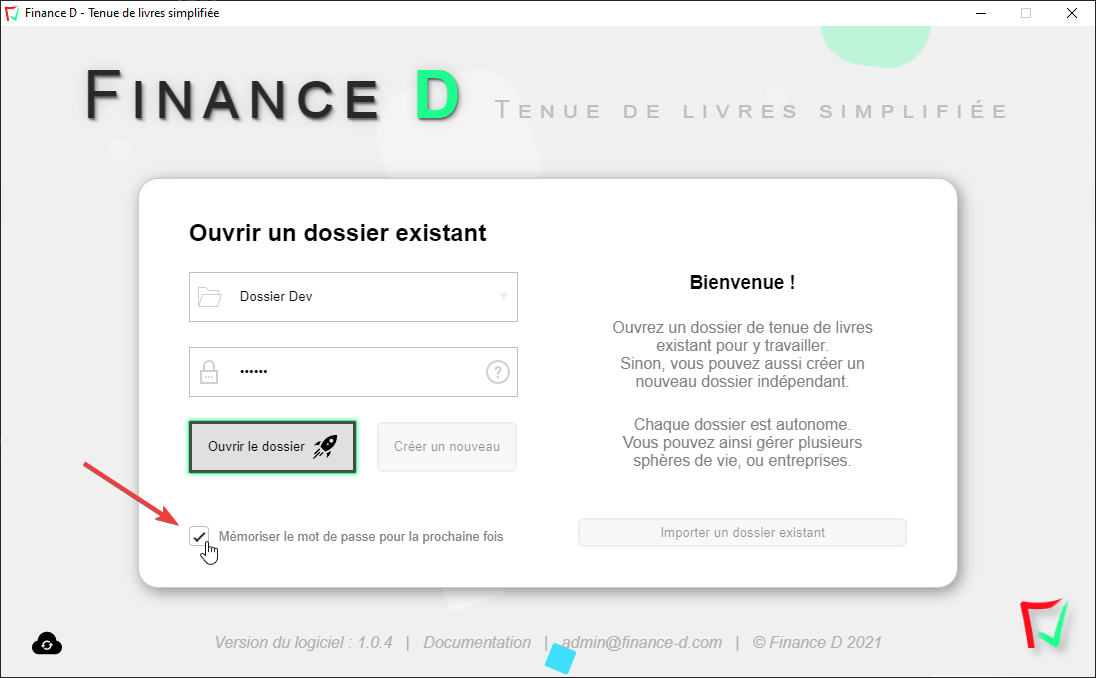 Finance D - Tenue de livres simplifiée
FINANCE D TENUE DE LIVRES SIMPLIFIÉE
Ouvrir un dossier existant
Dossier Dev
••••••
?
Ouvrir le dossier
Créer un nouveau
Mémoriser le mot de passe pour la prochaine fois
Bienvenue !
Ouvrez un dossier de tenue de livres
existant pour y travailler.
Sinon, vous pouvez aussi créer un
nouveau dossier indépendant.
Chaque dossier est autonome.
Vous pouvez ainsi gérer plusieurs
sphères de vie, ou entreprises.
Importer un dossier existant
Version du logiciel : 1.0.4 | Documentation | admin@finance-d.com | © Finance D 2021